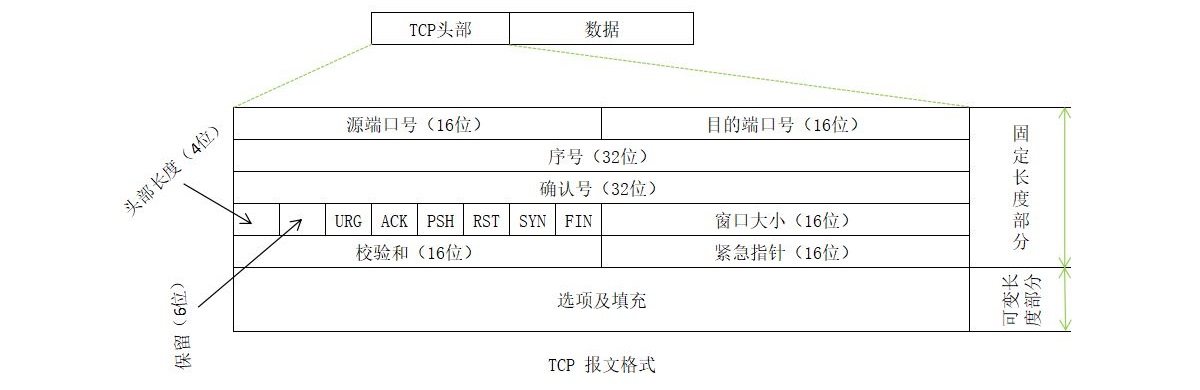 TCP头部 数据
源端口号（16位） 目的端口号（16位）
序号（32位）
确认号（32位）
头部长度（4位）
URG ACK PSH RST SYN FIN 窗口大小（16位）
校验和（16位） 紧急指针（16位）
固定长度部分
保留（6位）
选项及填充
可变长
度部分
TCP 报文格式